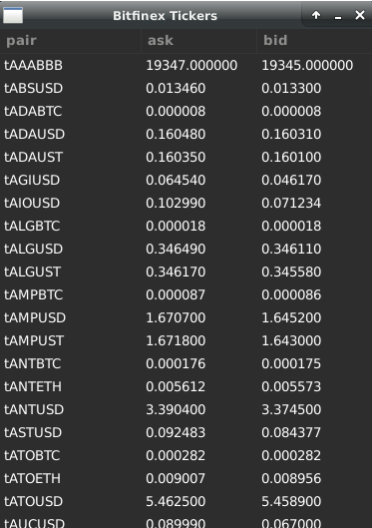 Bitfinex Tickers
pair ask bid
tAAABBB 19347.000000 19345.000000
tABSUSD 0.013460 0.013300
tADABTC 0.000008 0.000008
tADAUSD 0.160480 0.160310
tADAUST 0.160350 0.160100
tAGIUSD 0.064540 0.046170
tAIOUSD 0.102990 0.071234
tALGBTC 0.000018 0.000018
tALGUSD 0.346490 0.346110
tALGUST 0.346170 0.345580
tAMPBTC 0.000087 0.000086
tAMPUSD 1.670700 1.645200
tAMPUST 1.671800 1.643000
tANTBTC 0.000176 0.000175
tANTETH 0.005612 0.005573
tANTUSD 3.390400 3.374500
tASTUSD 0.092483 0.084377
tATOBTC 0.000282 0.000282
tATOETH 0.009007 0.008956
tATOUSD 5.462500 5.458900
tAUCUSD 0.089990 0.067000